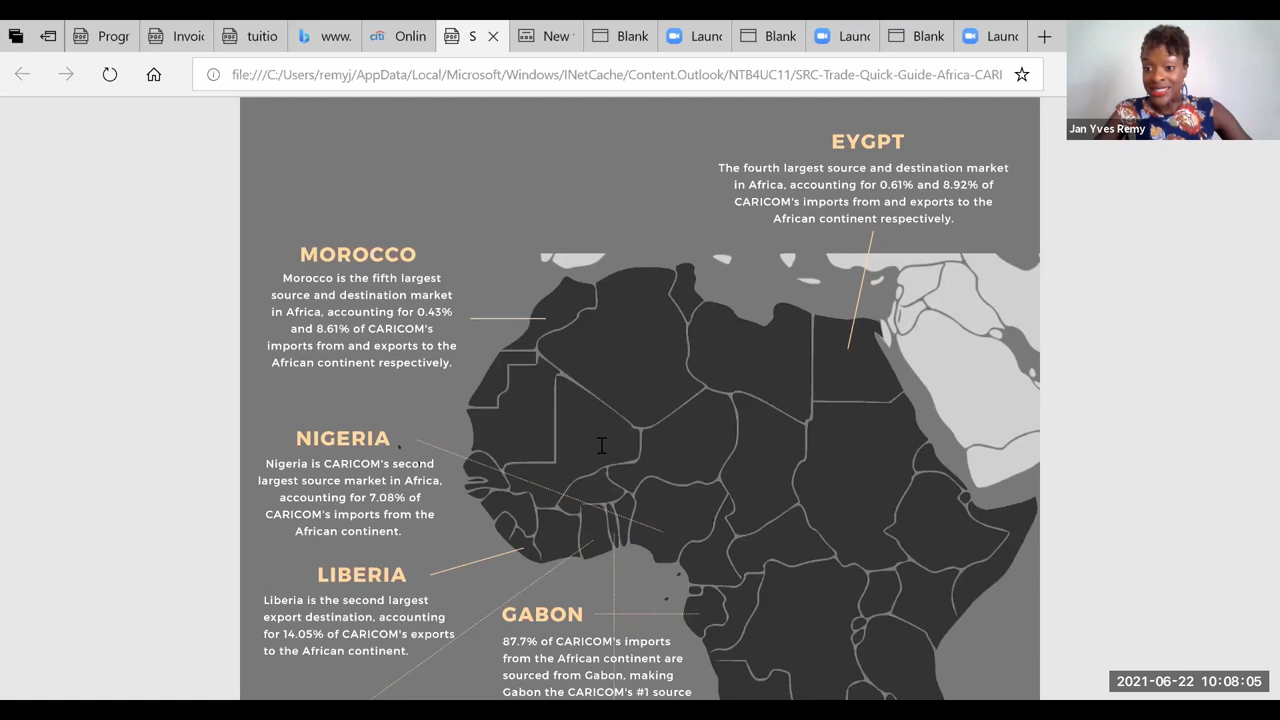 Progr
Invoic
tuitio
www.
citi Onlin
S
New
Blank
Launc
Blank
Launc
Blank
Launc
file:///C:/Users/remyj/AppData/Local/Microsoft/Windows/INetCache/Content.Outlook/NTB4UC11/SRC-Trade-Quick-Guide-Africa-CARI
Jan Yves Remy
EYGPT
The fourth largest source and destination market
in Africa, accounting for 0.61% and 8.92% of
CARICOM's imports from and exports to the
African continent respectively.
MOROCCO
Morocco is the fifth largest
source and destination market
in Africa, accounting for 0.43%
and 8.61% of CARICOM's
imports from and exports to the
African continent respectively.
NIGERIA
Nigeria is CARICOM's second
largest source market in Africa,
accounting for 7.08% of
CARICOM's imports from the
African continent.
LIBERIA
Liberia is the second largest
export destination, accounting
for 14.05% of CARICOM's exports
to the African continent.
GABON
87.7% of CARICOM's imports
from the African continent are
sourced from Gabon, making
Gabon the CARICOM's #1 source
2021-06-22 10:08:05